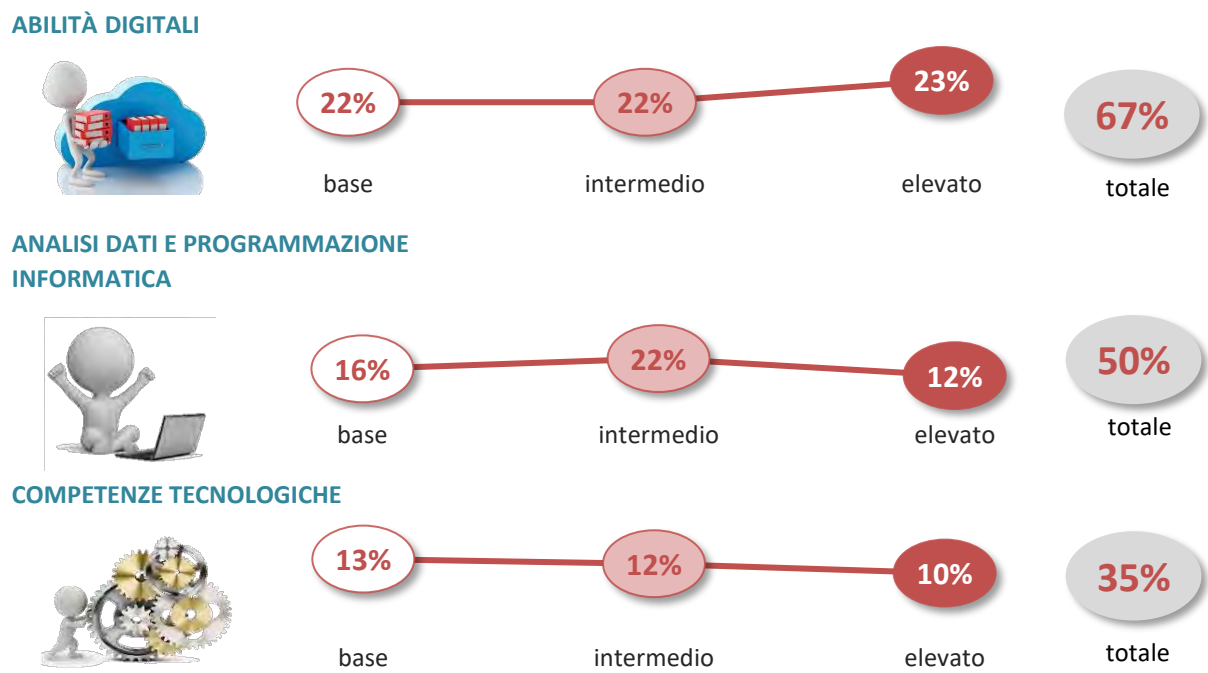 ABILITÀ DIGITALI
22% 22% 23% 67%
base intermedio elevato totale
ANALISI DATI E PROGRAMMAZIONE
INFORMATICA
16% 22% 12% 50%
base intermedio elevato totale
COMPETENZE TECNOLOGICHE
13% 12% 10% 35%
base intermedio elevato totale